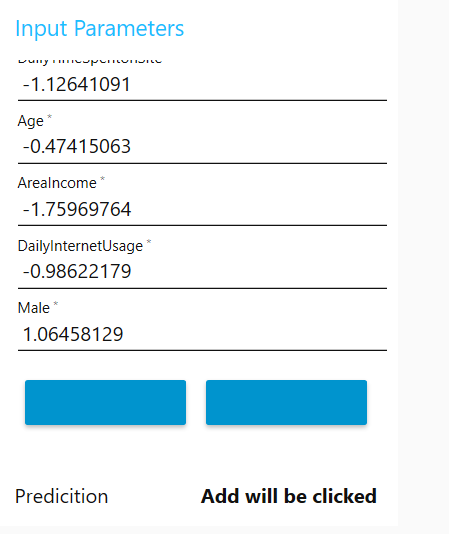 Input Parameters
DailyTimeSpentonSite
-1.12641091
Age *
-0.47415063
AreaIncome *
-1.75969764
DailyInternetUsage *
-0.98622179
Male *
1.06458129
Predicition
Add will be clicked